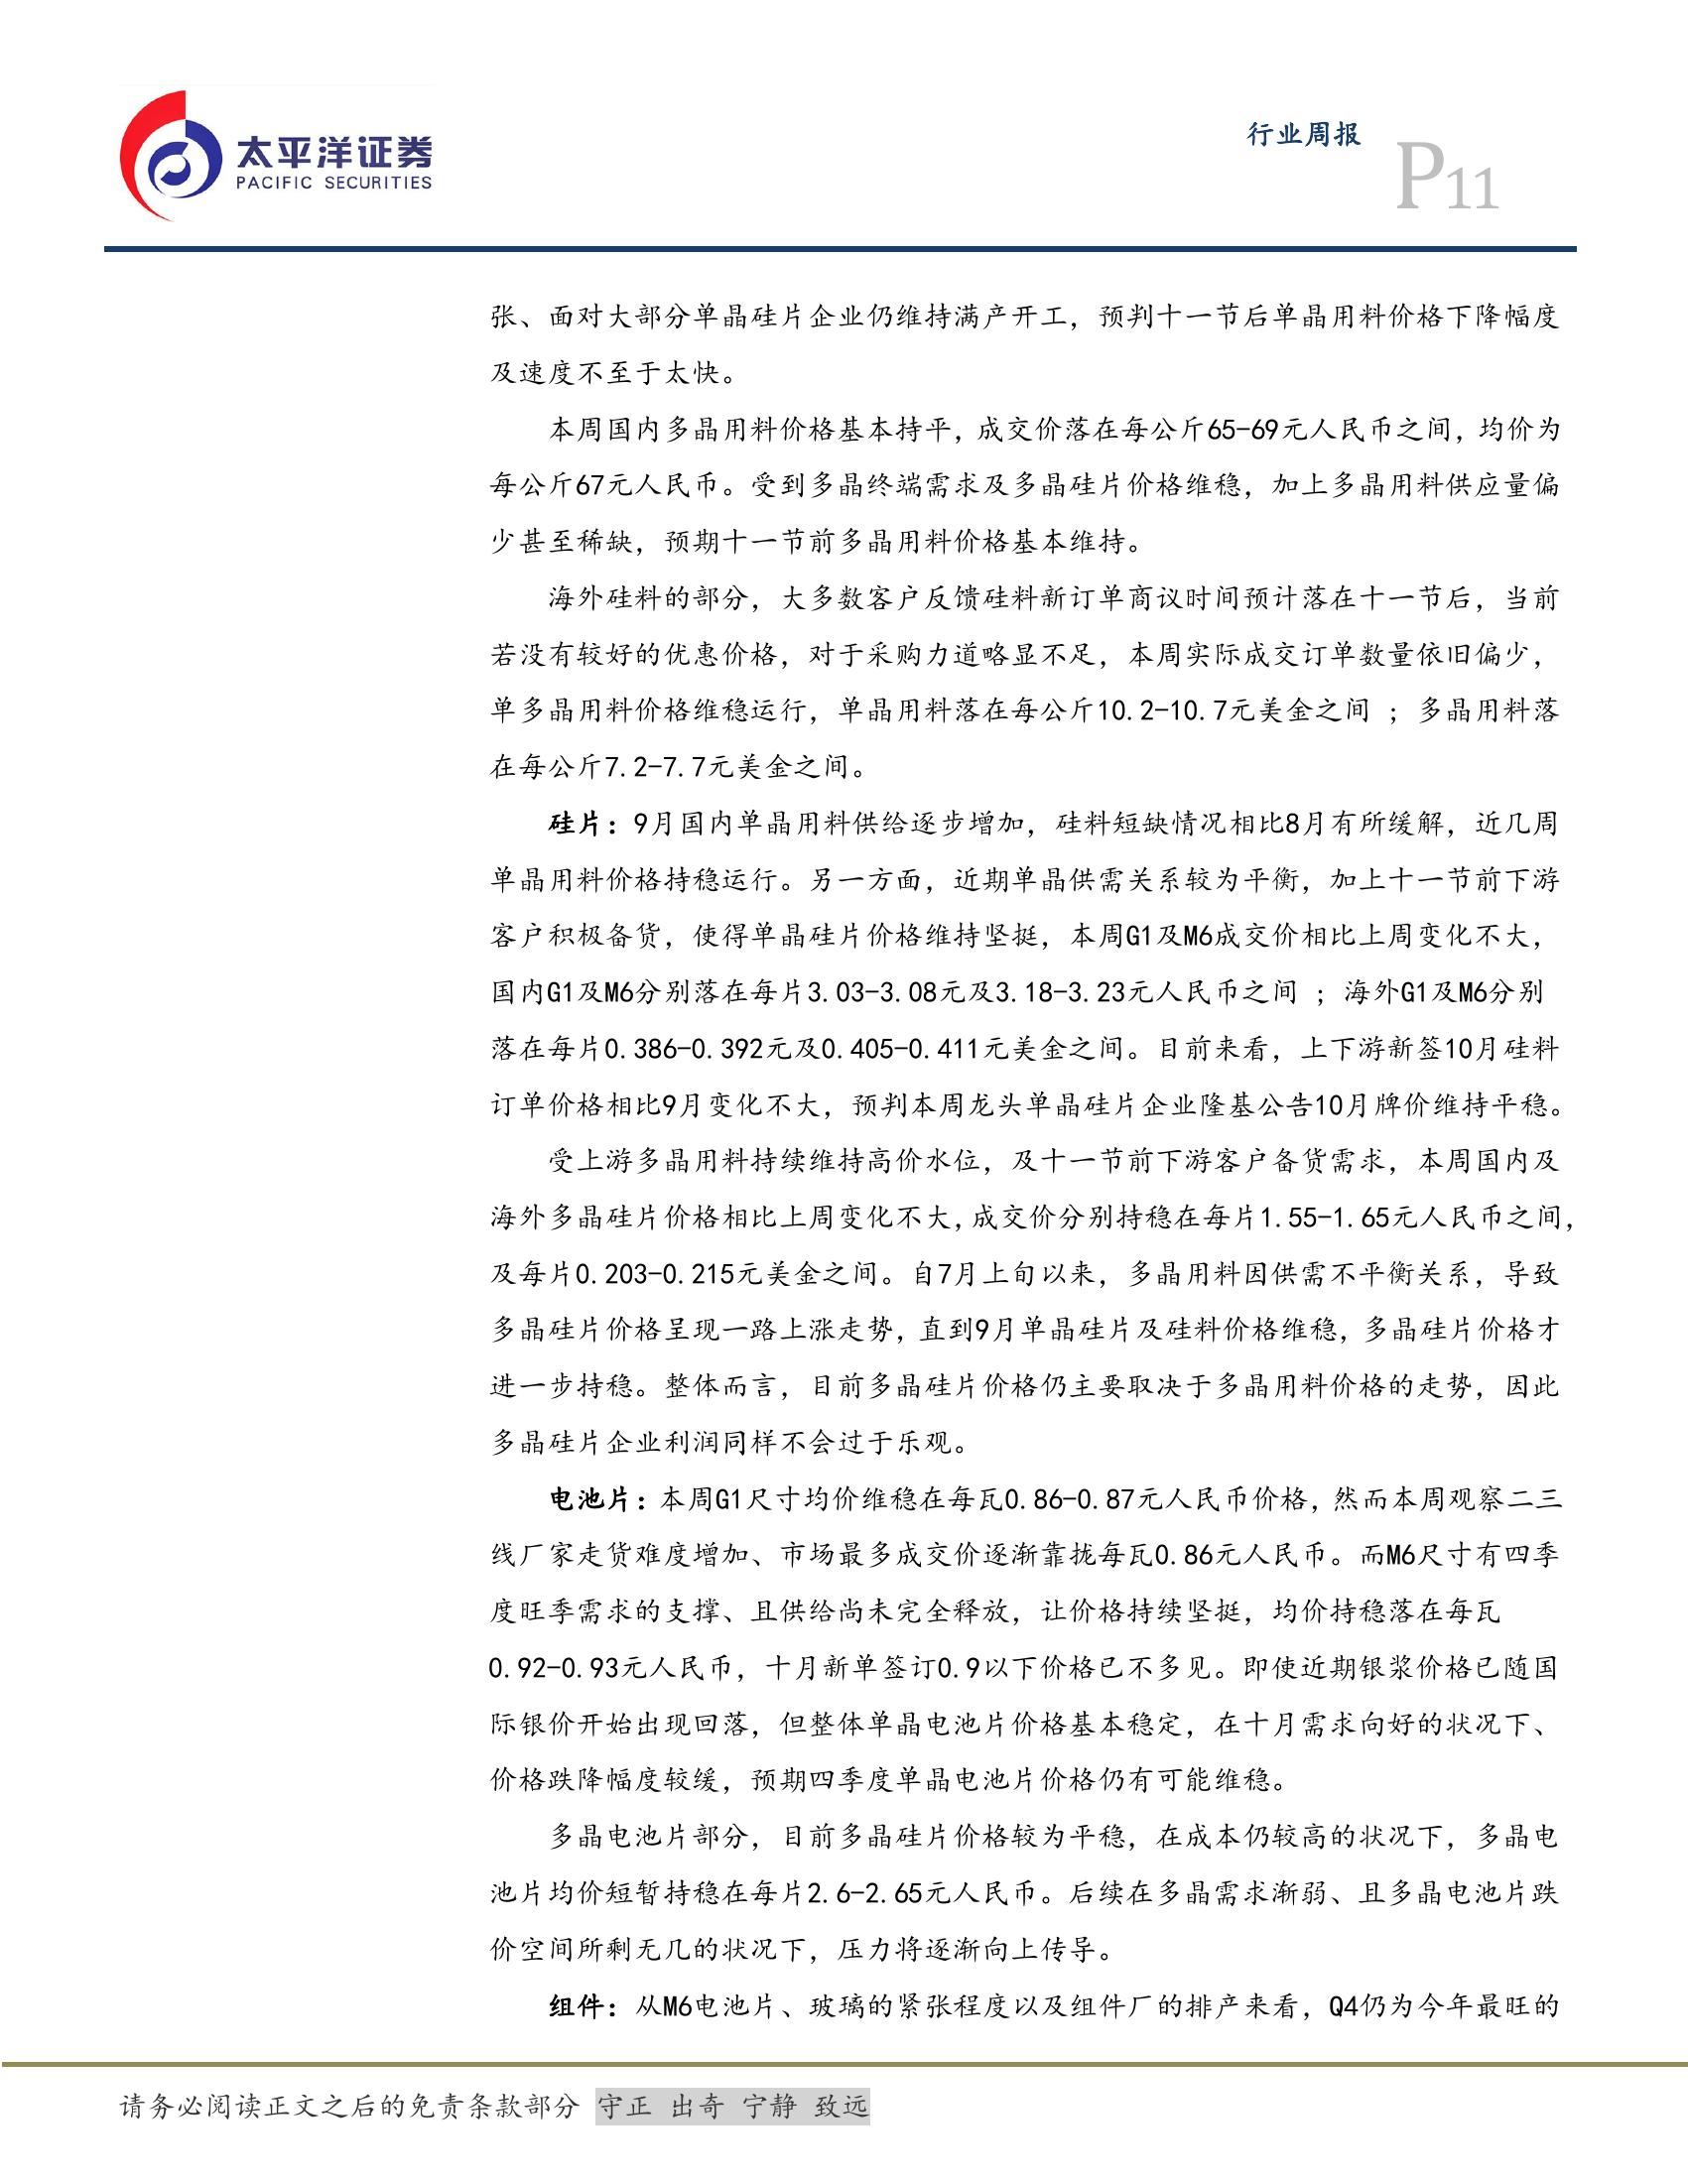 太平洋证券
PACIFIC SECURITIES
行业周报
P11
张、面对大部分单晶硅片企业仍维持满产开工，预判十一节后单晶用料价格下降幅度
及速度不至于太快。
本周国内多晶用料价格基本持平，成交价落在每公斤65-69元人民币之间，均价为
每公斤67元人民币。受到多晶终端需求及多晶硅片价格维稳，加上多晶用料供应量偏
少甚至稀缺，预期十一节前多晶用料价格基本维持。
海外硅料的部分，大多数客户反馈硅料新订单商议时间预计落在十一节后，当前
若没有较好的优惠价格，对于采购力道略显不足，本周实际成交订单数量依旧偏少，
单多晶用料价格维稳运行，单晶用料落在每公斤10.2-10.7元美金之间 ；多晶用料落
在每公斤7.2-7.7元美金之间。
硅片：9月国内单晶用料供给逐步增加，硅料短缺情况相比8月有所缓解，近几周
单晶用料价格持稳运行。另一方面，近期单晶供需关系较为平衡，加上十一节前下游
客户积极备货，使得单晶硅片价格维持坚挺，本周G1及M6成交价相比上周变化不大，
国内G1及M6分别落在每片3.03-3.08元及3.18-3.23元人民币之间 ；海外G1及M6分别
落在每片0.386-0.392元及0.405-0.411元美金之间。目前来看，上下游新签10月硅料
订单价格相比9月变化不大，预判本周龙头单晶硅片企业隆基公告10月牌价维持平稳。
受上游多晶用料持续维持高价水位，及十一节前下游客户备货需求，本周国内及
海外多晶硅片价格相比上周变化不大，成交价分别持稳在每片1.55-1.65元人民币之间，
及每片0.203-0.215元美金之间。自7月上旬以来，多晶用料因供需不平衡关系，导致
多晶硅片价格呈现一路上涨走势，直到9月单晶硅片及硅料价格维稳，多晶硅片价格才
进一步持稳。整体而言，目前多晶硅片价格仍主要取决于多晶用料价格的走势，因此
多晶硅片企业利润同样不会过于乐观。
电池片：本周G1尺寸均价维稳在每瓦0.86-0.87元人民币价格，然而本周观察二三
线厂家走货难度增加、市场最多成交价逐渐靠拢每瓦0.86元人民币。而M6尺寸有四季
度旺季需求的支撑、且供给尚未完全释放，让价格持续坚挺，均价持稳落在每瓦
0.92-0.93元人民币，十月新单签订0.9以下价格已不多见。即使近期银浆价格已随国
际银价开始出现回落，但整体单晶电池片价格基本稳定，在十月需求向好的状况下、
价格跌降幅度较缓，预期四季度单晶电池片价格仍有可能维稳。
多晶电池片部分，目前多晶硅片价格较为平稳，在成本仍较高的状况下，多晶电
池片均价短暂持稳在每片2.6-2.65元人民币。后续在多晶需求渐弱、且多晶电池片跌
价空间所剩无几的状况下，压力将逐渐向上传导。
组件：从M6电池片、玻璃的紧张程度以及组件厂的排产来看，Q4仍为今年最旺的
请务必阅读正文之后的免责条款部分 守正 出奇 宁静 致远